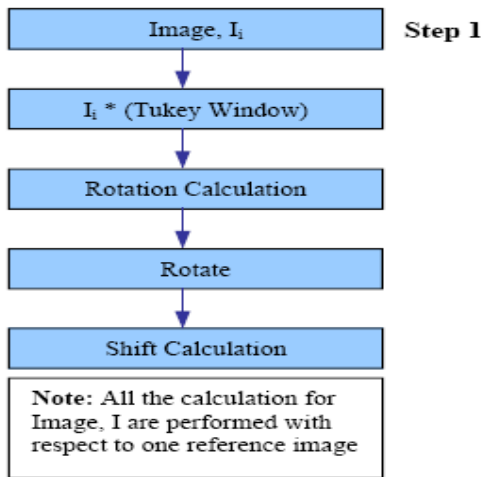 Image, Iᵢ
Step 1
Iᵢ * (Tukey Window)
Rotation Calculation
Rotate
Shift Calculation
Note: All the calculation for
Image, I are performed with
respect to one reference image